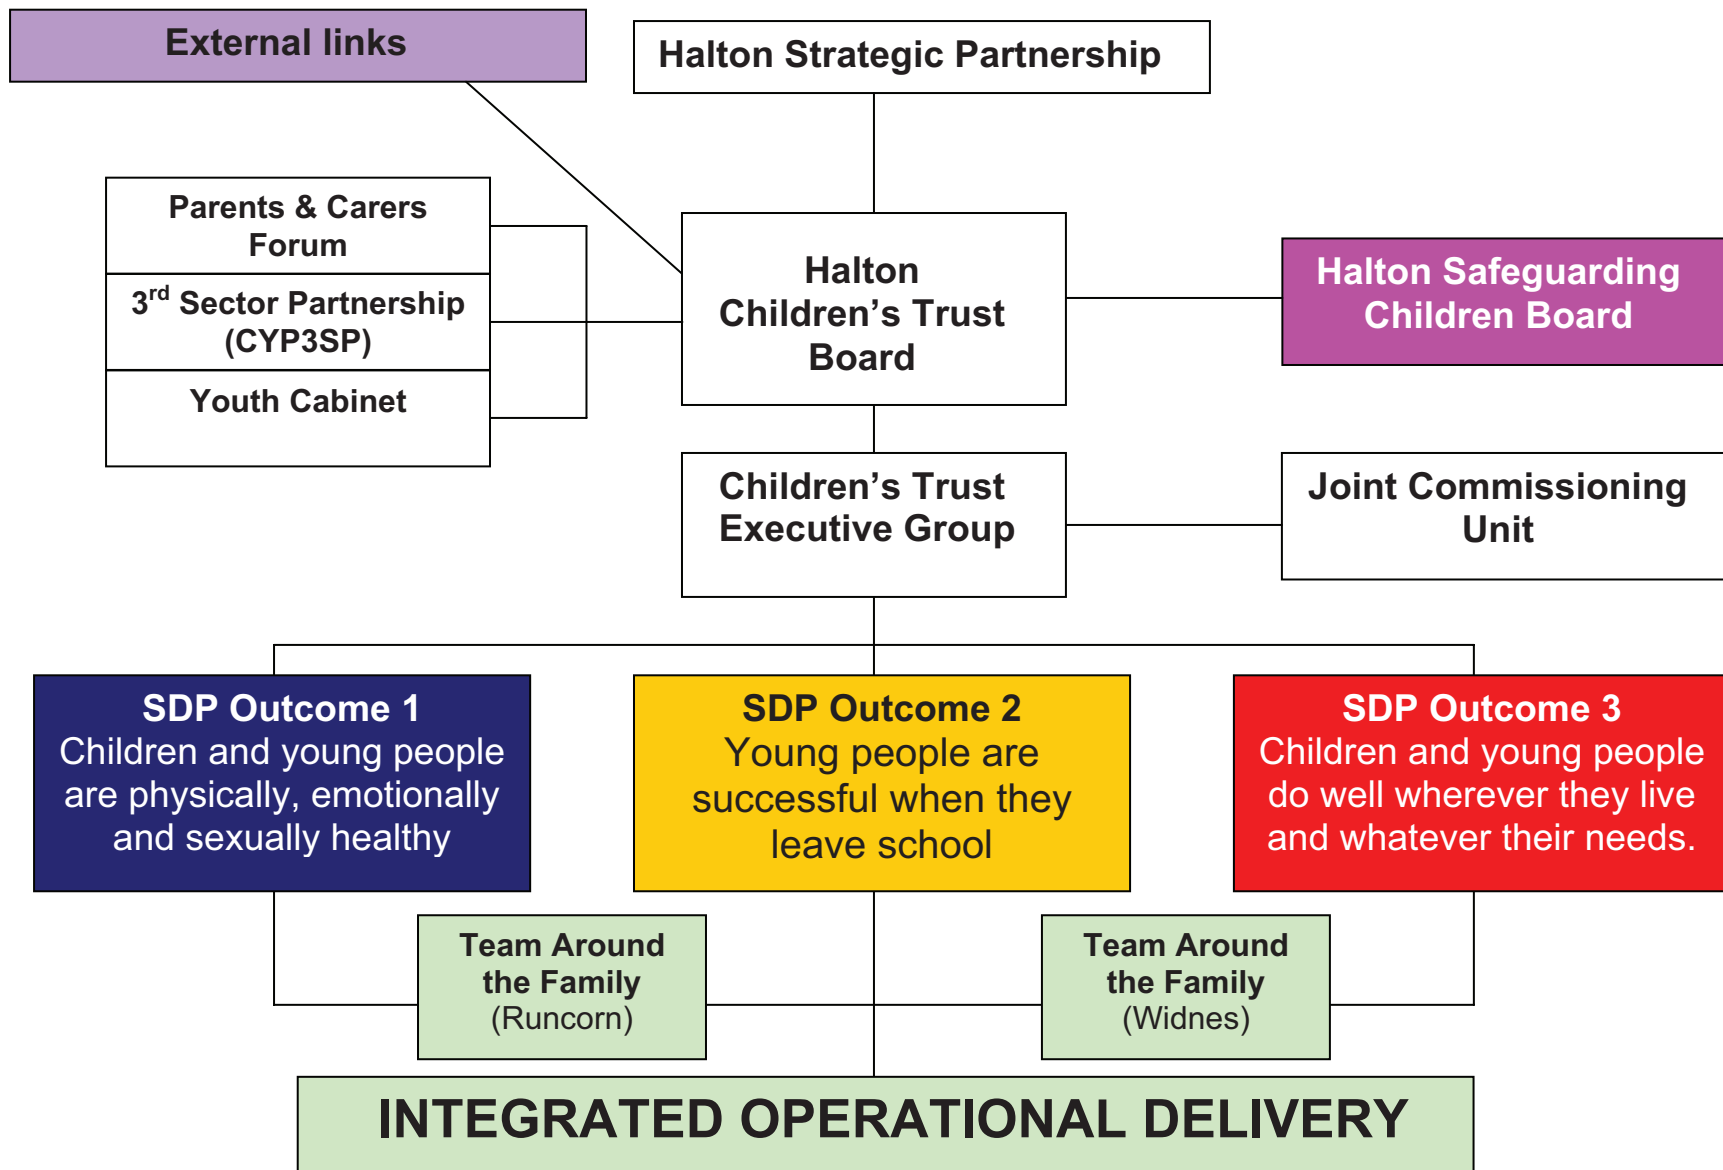 External links
Halton Strategic Partnership
Parents & Carers
Forum
3rd Sector Partnership
(CYP3SP)
Youth Cabinet
Halton
Children’s Trust
Board
Halton Safeguarding
Children Board
Children’s Trust
Executive Group
Joint Commissioning
Unit
SDP Outcome 1
Children and young people
are physically, emotionally
and sexually healthy
SDP Outcome 2
Young people are
successful when they
leave school
SDP Outcome 3
Children and young people
do well wherever they live
and whatever their needs.
Team Around
the Family
(Runcorn)
Team Around
the Family
(Widnes)
INTEGRATED OPERATIONAL DELIVERY